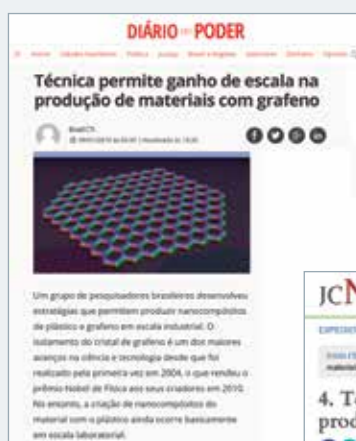 DIÁRIO DO PODER
Técnica permite ganho de escala na
produção de materiais com grafeno
Um grupo de pesquisadores brasileiros desenvolveu
estratégias que permitem produzir nanocompósitos
de plástico e grafeno em escala industrial. O
isolamento do cristal de grafeno é um dos maiores
avanços na ciência e tecnologia desde que foi
realizado pela primeira vez em 2004, o que rendeu o
prêmio Nobel de Física aos seus criadores em 2010.
No entanto, a criação de nanocompósitos do
material com o plástico ainda ocorre basicamente
em escala laboratorial.
JCN
4. T
prod